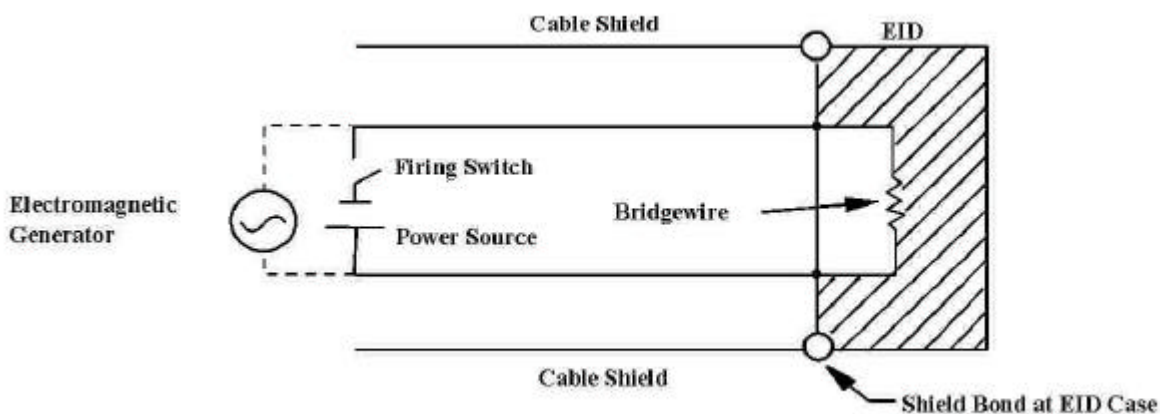 Cable Shield
EID
Firing Switch
Electromagnetic
Generator
Bridgewire
Power Source
Cable Shield
Shield Bond at EID Case